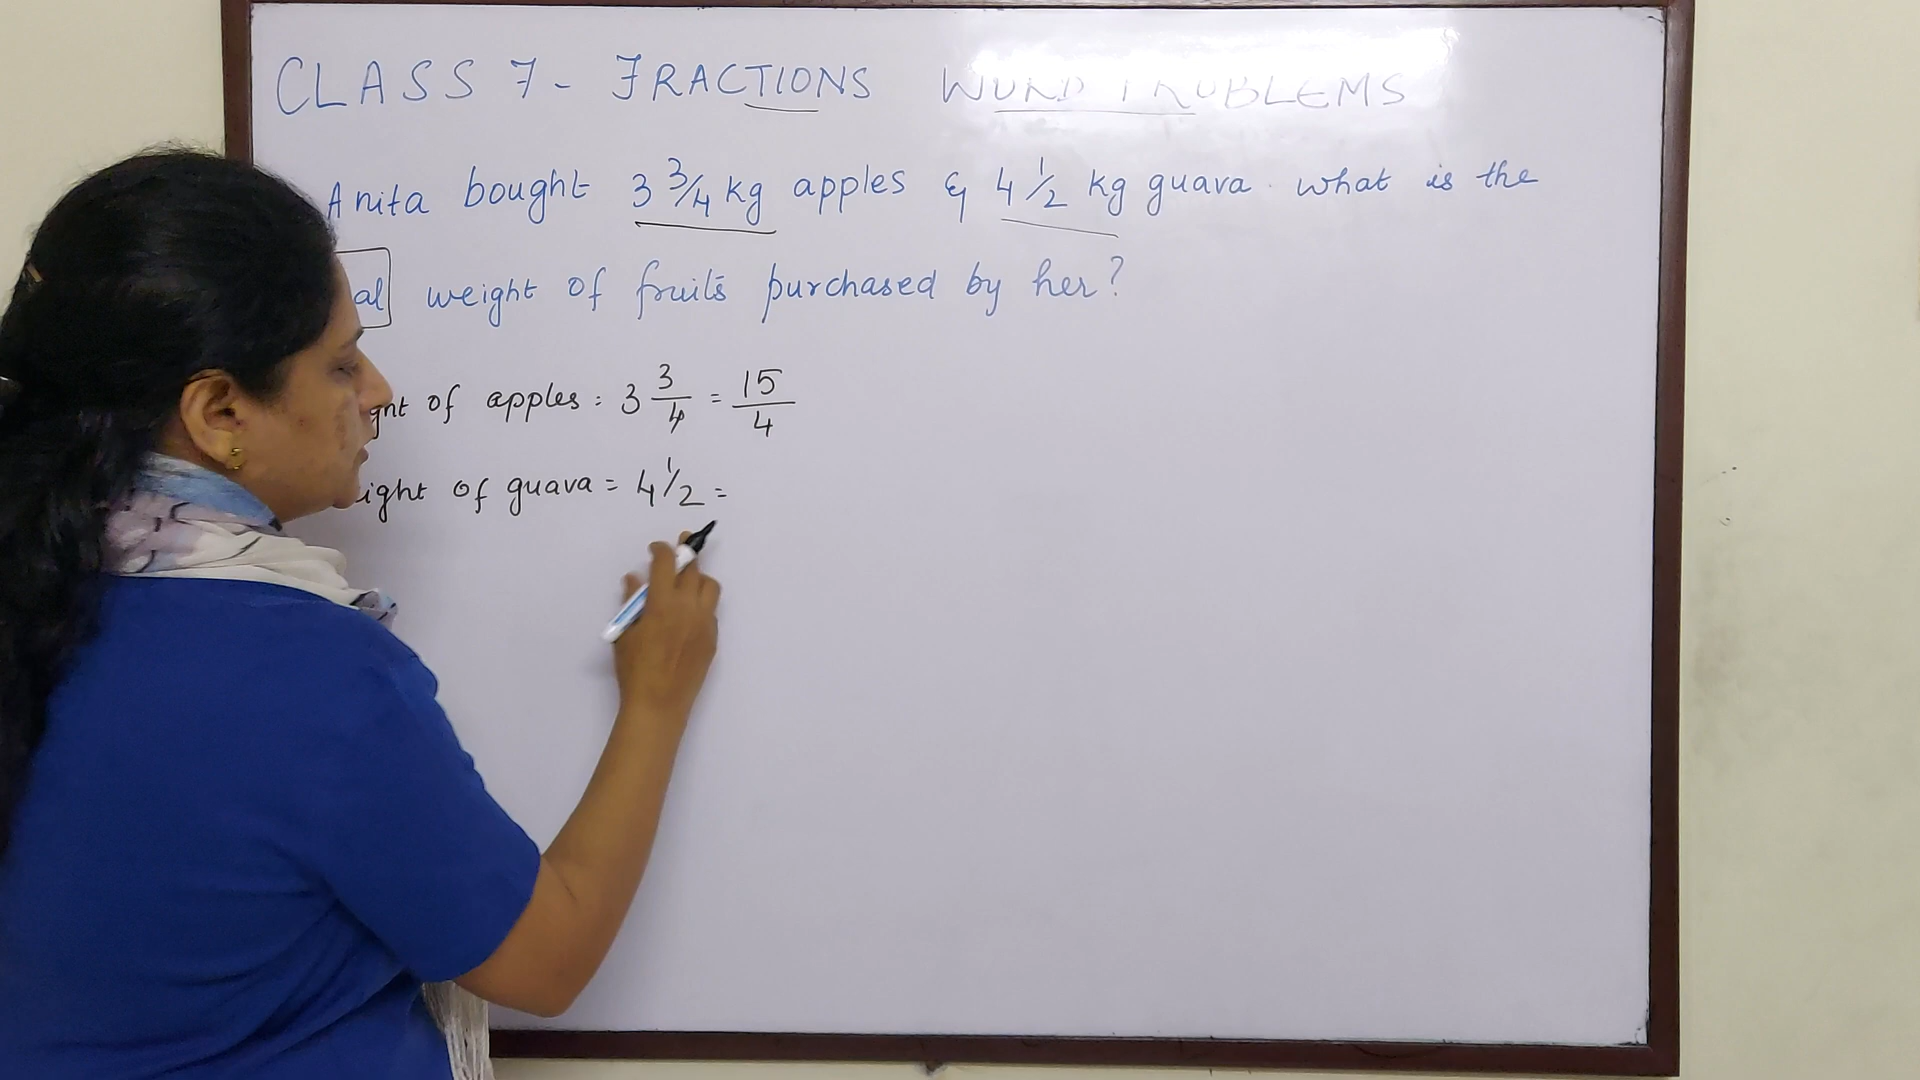 CLASS 7 - FRACTIONS WORD PROBLEMS
Anita bought 3 3/4 kg apples & 4 1/2 kg guava. what is the
al weight of fruits purchased by her?
ght of apples = 3 3/4 = 15/4
ight of guava = 4 1/2 =